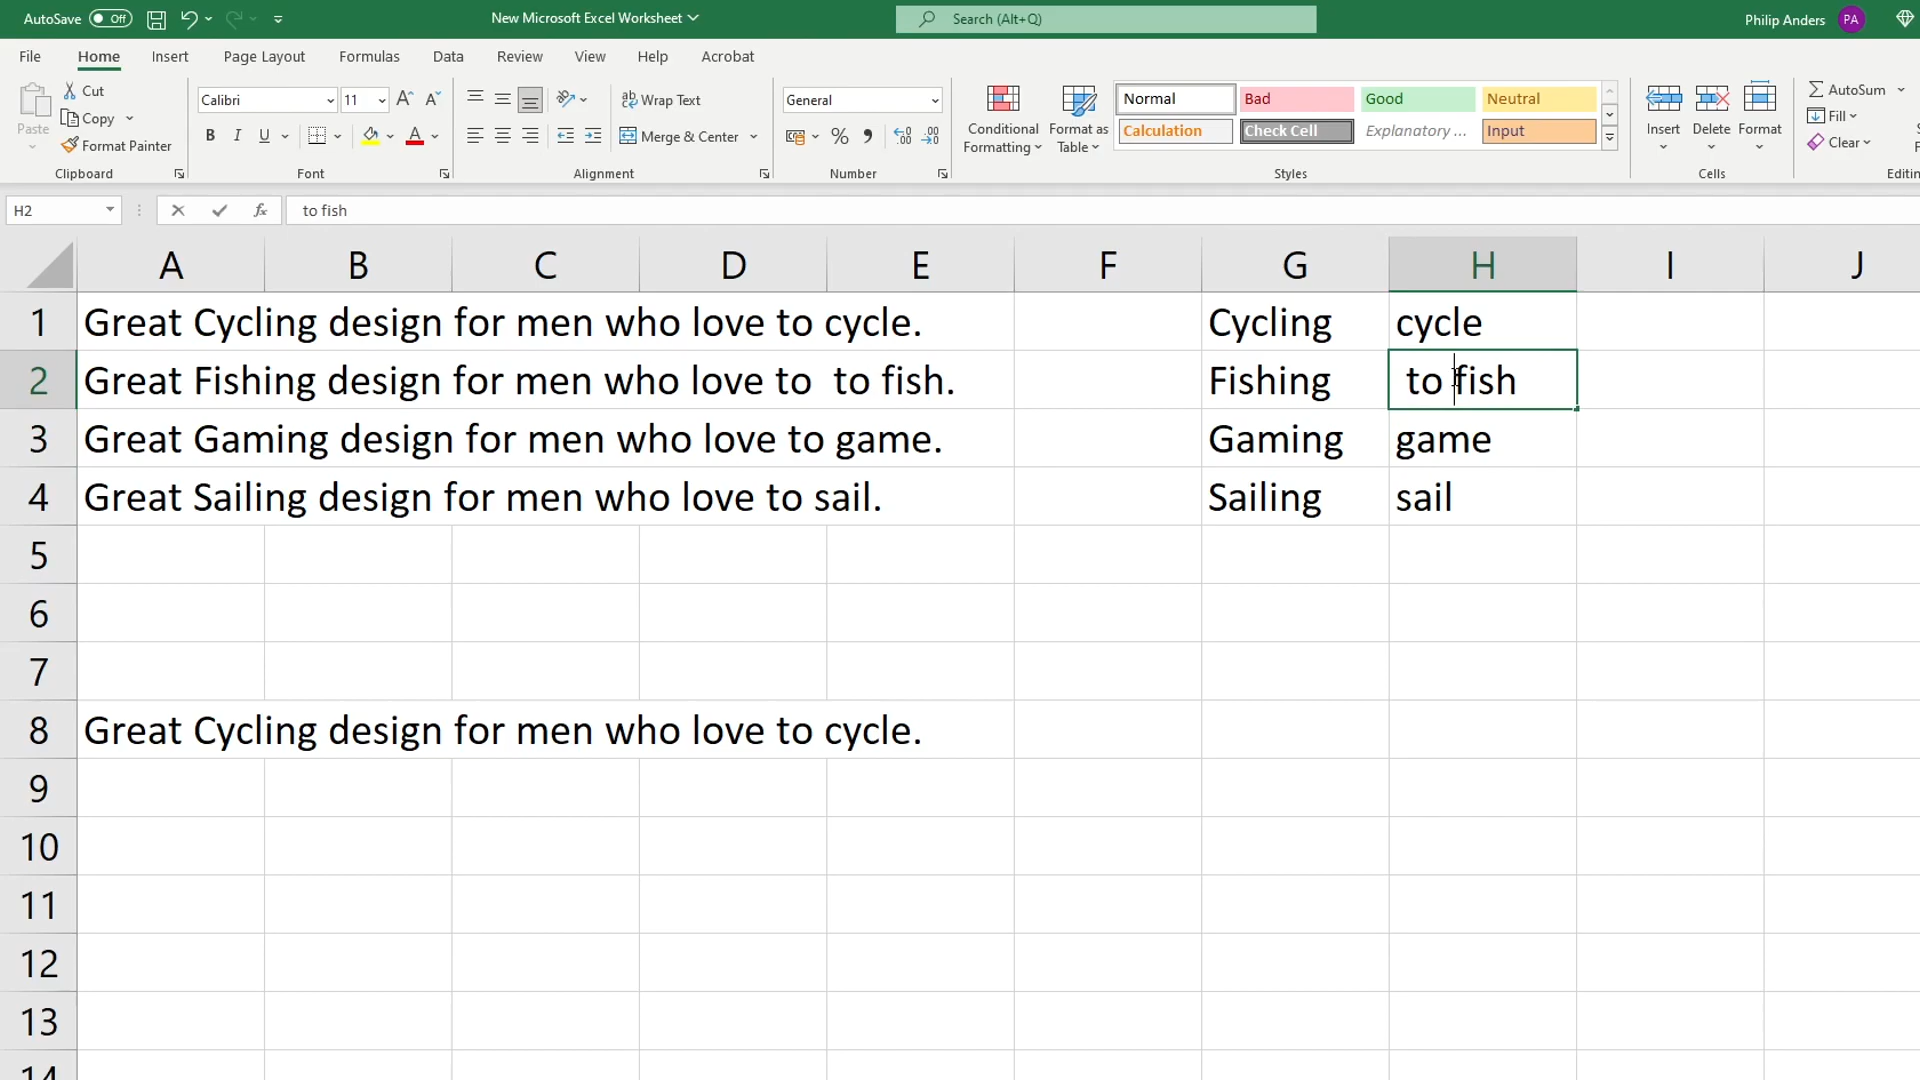 AutoSave Off New Microsoft Excel Worksheet Search (Alt+Q) Philip Anders PA
File Home Insert Page Layout Formulas Data Review View Help Acrobat
Paste Cut Copy Format Painter
Clipboard
Calibri 11
B I U A
Font
Wrap Text
Merge & Center
Alignment
General
%
Number
Conditional Formatting Format as Table
Normal Bad Good Neutral
Calculation Check Cell Explanatory ... Input
Styles
Insert Delete Format
Cells
AutoSum
Fill
Clear
H2 fx to fish
A B C D E F G H I J
1 Great Cycling design for men who love to cycle. Cycling cycle
2 Great Fishing design for men who love to  to fish. Fishing to fish
3 Great Gaming design for men who love to game. Gaming game
4 Great Sailing design for men who love to sail. Sailing sail
5
6
7
8 Great Cycling design for men who love to cycle.
9
10
11
12
13
14